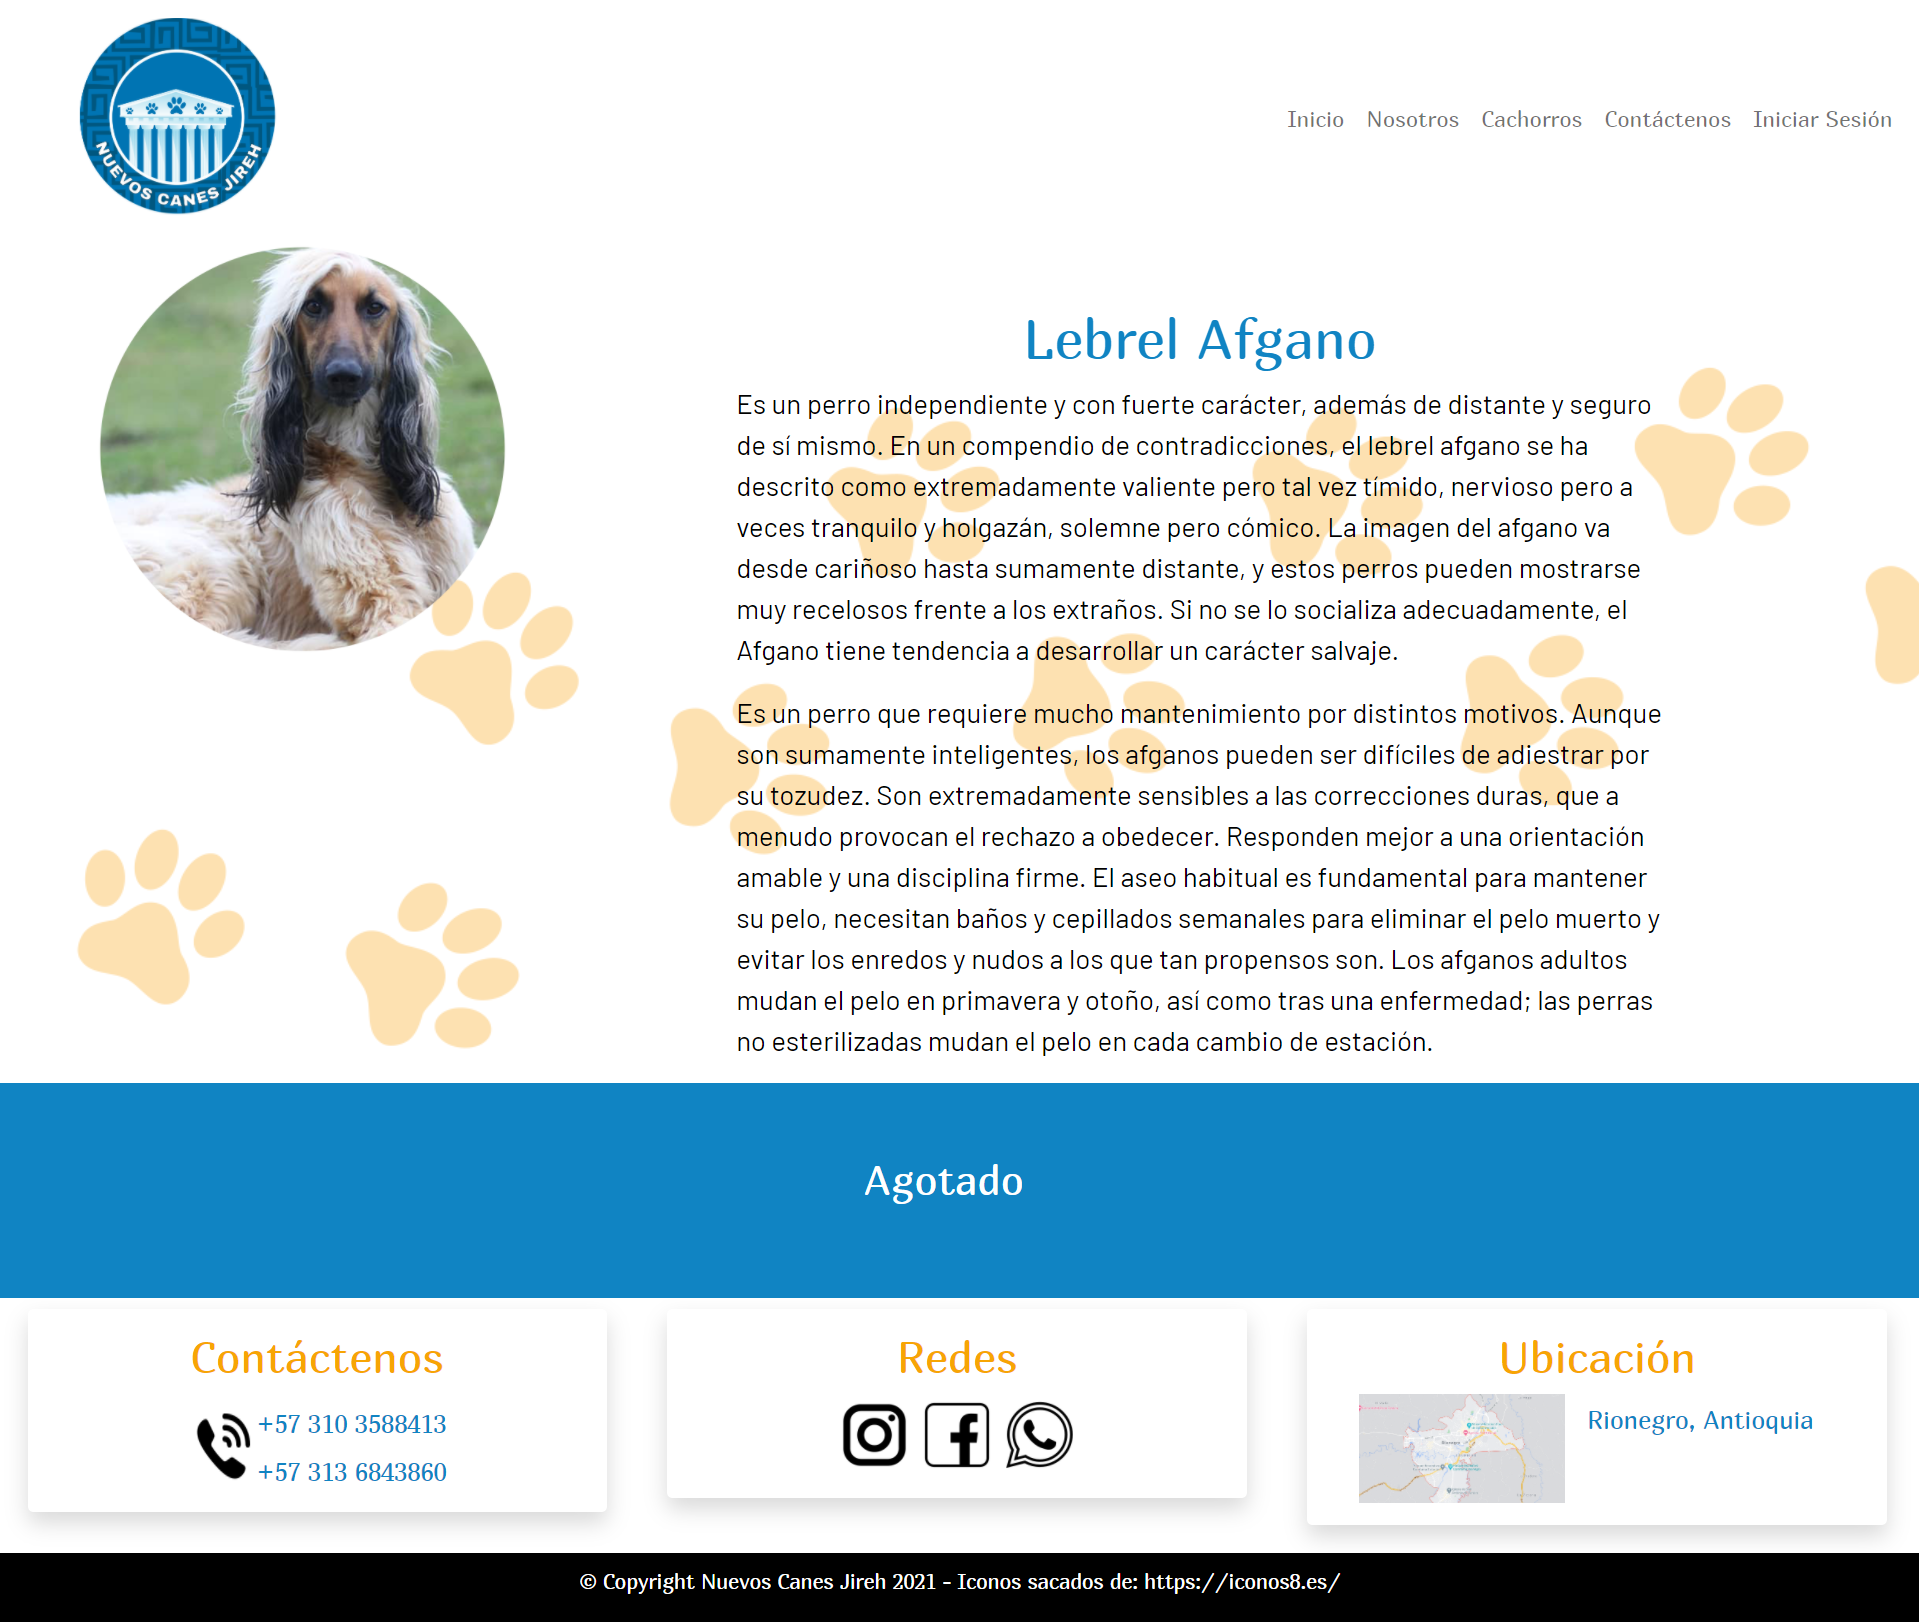 NUEVOS CANES JIREH
Inicio Nosotros Cachorros Contáctenos Iniciar Sesión
Lebrel Afgano
Es un perro independiente y con fuerte carácter, además de distante y seguro
de sí mismo. En un compendio de contradicciones, el lebrel afgano se ha
descrito como extremadamente valiente pero tal vez tímido, nervioso pero a
veces tranquilo y holgazán, solemne pero cómico. La imagen del afgano va
desde cariñoso hasta sumamente distante, y estos perros pueden mostrarse
muy recelosos frente a los extraños. Si no se lo socializa adecuadamente, el
Afgano tiene tendencia a desarrollar un carácter salvaje.
Es un perro que requiere mucho mantenimiento por distintos motivos. Aunque
son sumamente inteligentes, los afganos pueden ser difíciles de adiestrar por
su tozudez. Son extremadamente sensibles a las correcciones duras, que a
menudo provocan el rechazo a obedecer. Responden mejor a una orientación
amable y una disciplina firme. El aseo habitual es fundamental para mantener
su pelo, necesitan baños y cepillados semanales para eliminar el pelo muerto y
evitar los enredos y nudos a los que tan propensos son. Los afganos adultos
mudan el pelo en primavera y otoño, así como tras una enfermedad; las perras
no esterilizadas mudan el pelo en cada cambio de estación.
Agotado
Contáctenos
+57 310 3588413
+57 313 6843860
Redes
Ubicación
Rionegro, Antioquia
© Copyright Nuevos Canes Jireh 2021 - Iconos sacados de: https://iconos8.es/